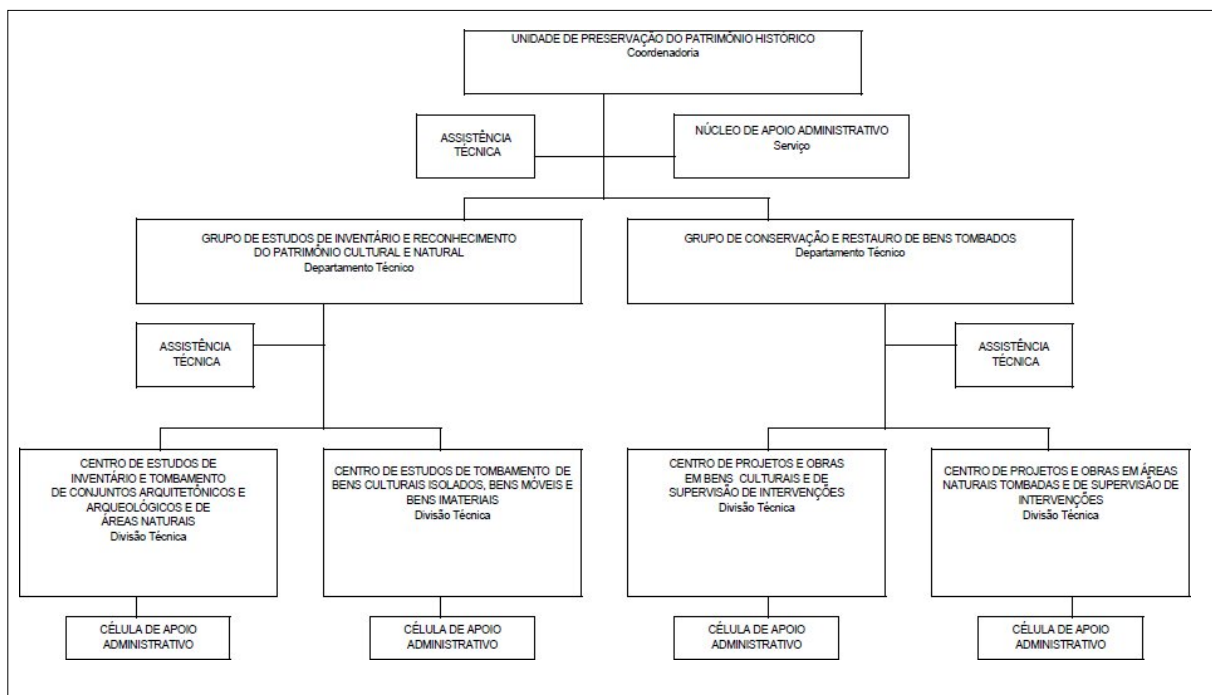 UNIDADE DE PRESERVAÇÃO DO PATRIMÔNIO HISTÓRICO
Coordenadoria
ASSISTÊNCIA
TÉCNICA
NÚCLEO DE APOIO ADMINISTRATIVO
Serviço
GRUPO DE ESTUDOS DE INVENTÁRIO E RECONHECIMENTO
DO PATRIMÔNIO CULTURAL E NATURAL
Departamento Técnico
GRUPO DE CONSERVAÇÃO E RESTAURO DE BENS TOMBADOS
Departamento Técnico
ASSISTÊNCIA
TÉCNICA
ASSISTÊNCIA
TÉCNICA
CENTRO DE ESTUDOS DE
INVENTÁRIO E TOMBAMENTO
DE CONJUNTOS ARQUITETÔNICOS E
ARQUEOLÓGICOS E DE
ÁREAS NATURAIS
Divisão Técnica
CENTRO DE ESTUDOS DE TOMBAMENTO DE
BENS CULTURAIS ISOLADOS, BENS MÓVEIS E
BENS IMATERIAIS
Divisão Técnica
CENTRO DE PROJETOS E OBRAS
EM BENS CULTURAIS E DE
SUPERVISÃO DE INTERVENÇÕES
Divisão Técnica
CENTRO DE PROJETOS E OBRAS EM ÁREAS
NATURAIS TOMBADAS E DE SUPERVISÃO DE
INTERVENÇÕES
Divisão Técnica
CÉLULA DE APOIO
ADMINISTRATIVO
CÉLULA DE APOIO
ADMINISTRATIVO
CÉLULA DE APOIO
ADMINISTRATIVO
CÉLULA DE APOIO
ADMINISTRATIVO